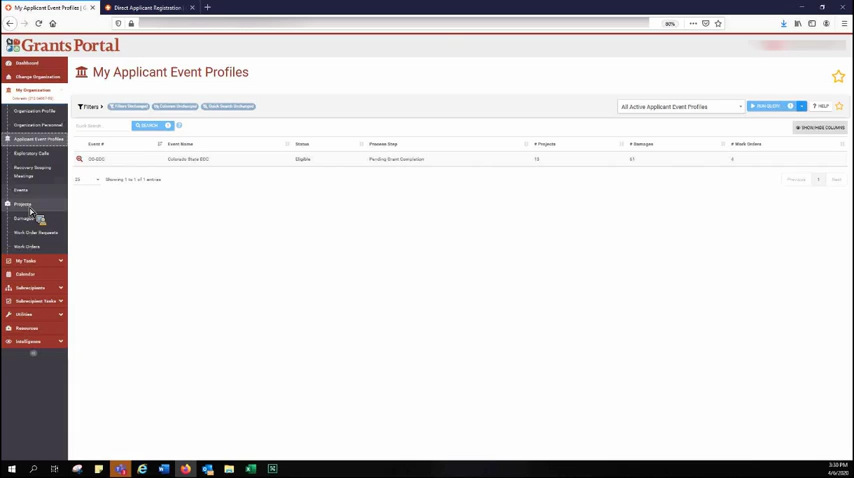 My Applicant Event Profiles | G
Direct Applicant Registration |
80%
Grants Portal
Dashboard
Change Organization
My Organization
Organization Profile
Organization Personnel
Applicant Event Profiles
Exploratory Calls
Recovery Scoping
Meetings
Events
Projects
Damages
Work Order Requests
Work Orders
My Tasks
Calendar
Subrecipients
Subrecipient Tasks
Utilities
Resources
Intelligence
My Applicant Event Profiles
Filters
Filters Unchanged
Columns Unchanged
Quick Search Unchanged
All Active Applicant Event Profiles
RUN QUERY
HELP
Quick Search...
SEARCH
SHOW/HIDE COLUMNS
Event # Event Name Status Process Step # Projects # Damages # Work Orders
Colorado State EOC Eligible Pending Grant Completion
25 Showing 1 to 1 of 1 entries
Previous 1 Next
3:30 PM
4/6/2020